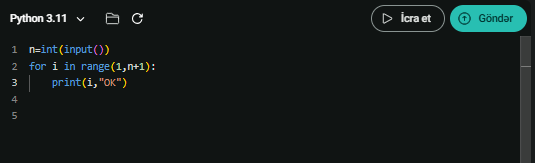 Python 3.11
İcra et
Göndər
1 n=int(input())
2 for i in range(1,n+1):
3     print(i,"OK")
4
5